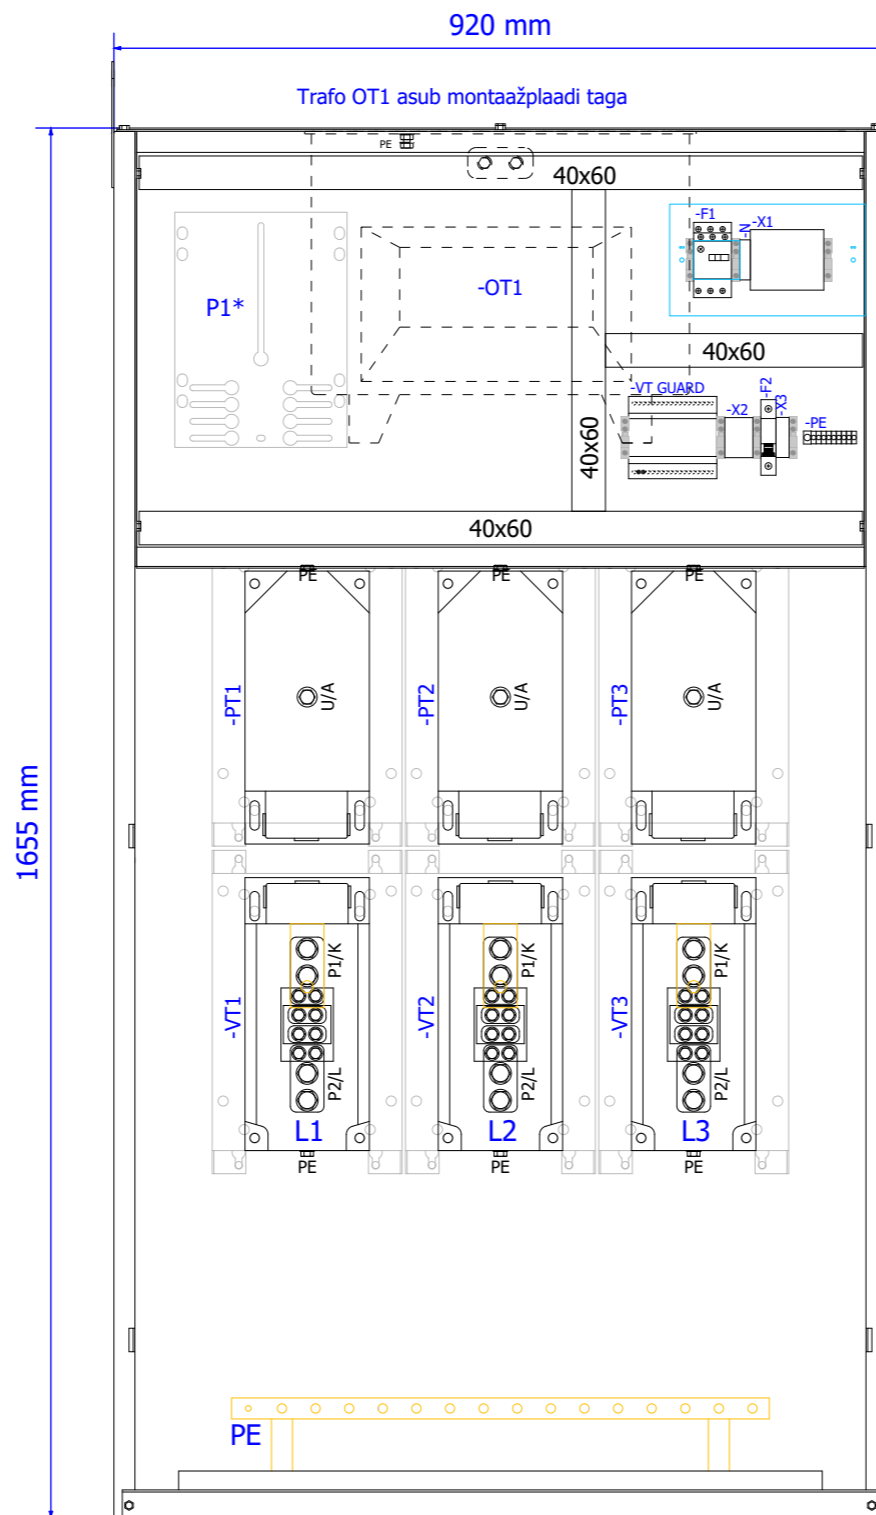 920 mm
Trafo OT1 asub montaažplaadi taga
PE
40x60
-F1
-N
-X1
P1*
-OT1
40x60
-VT GUARD
-F2
-X2
-X3
-PE
40x60
40x60
PE
PE
PE
-PT1
U/A
-PT2
U/A
-PT3
U/A
1655 mm
P1/K
P1/K
P1/K
-VT1
-VT2
-VT3
P2/L
P2/L
P2/L
L1
L2
L3
PE
PE
PE
PE